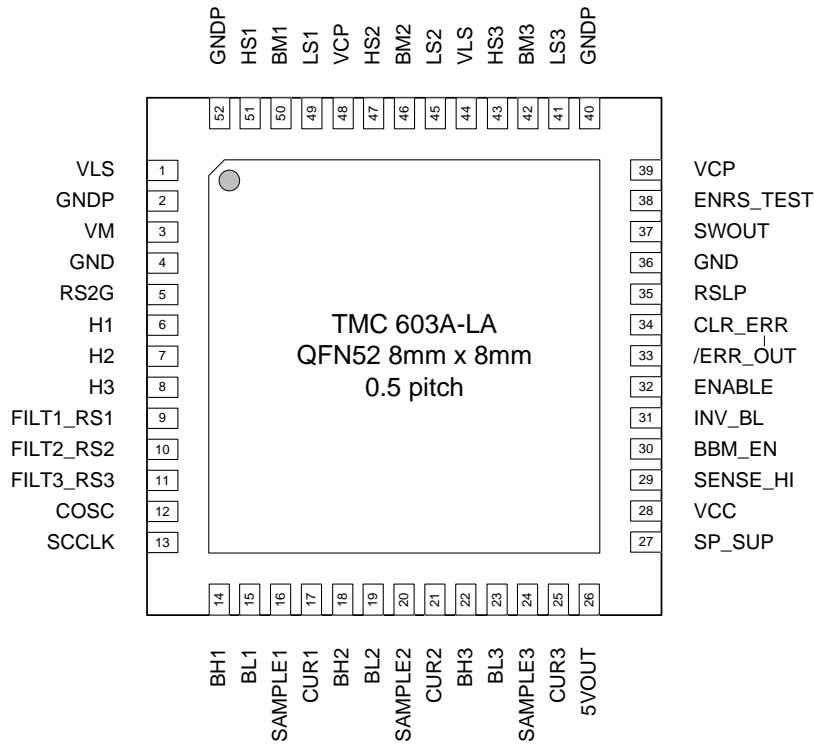 GNDP
HS1
BM1
LS1
VCP
HS2
BM2
LS2
VLS
HS3
BM3
LS3
GNDP
52
51
50
49
48
47
46
45
44
43
42
41
40
VLS 1
GNDP 2
VM 3
GND 4
RS2G 5
H1 6
H2 7
H3 8
FILT1_RS1 9
FILT2_RS2 10
FILT3_RS3 11
COSC 12
SCCLK 13
TMC 603A-LA
QFN52 8mm x 8mm
0.5 pitch
39 VCP
38 ENRS_TEST
37 SWOUT
36 GND
35 RSLP
34 CLR_ERR
33 /ERR_OUT
32 ENABLE
31 INV_BL
30 BBM_EN
29 SENSE_HI
28 VCC
27 SP_SUP
14
15
16
17
18
19
20
21
22
23
24
25
26
BH1
BL1
SAMPLE1
CUR1
BH2
BL2
SAMPLE2
CUR2
BH3
BL3
SAMPLE3
CUR3
5VOUT